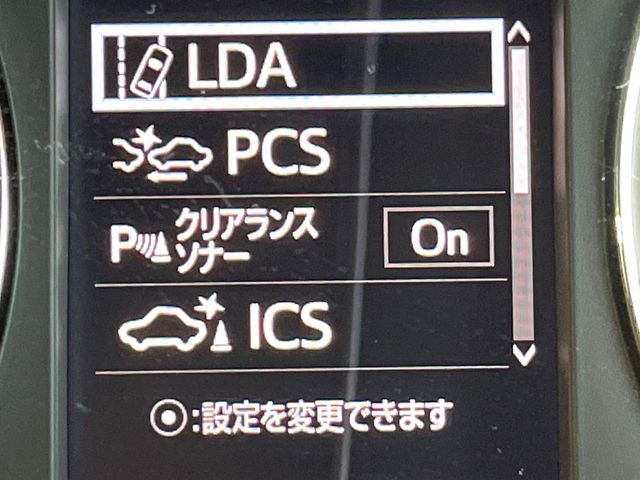 LDA
PCS
P クリアランス
ソナー On
ICS
⦿:設定を変更できます